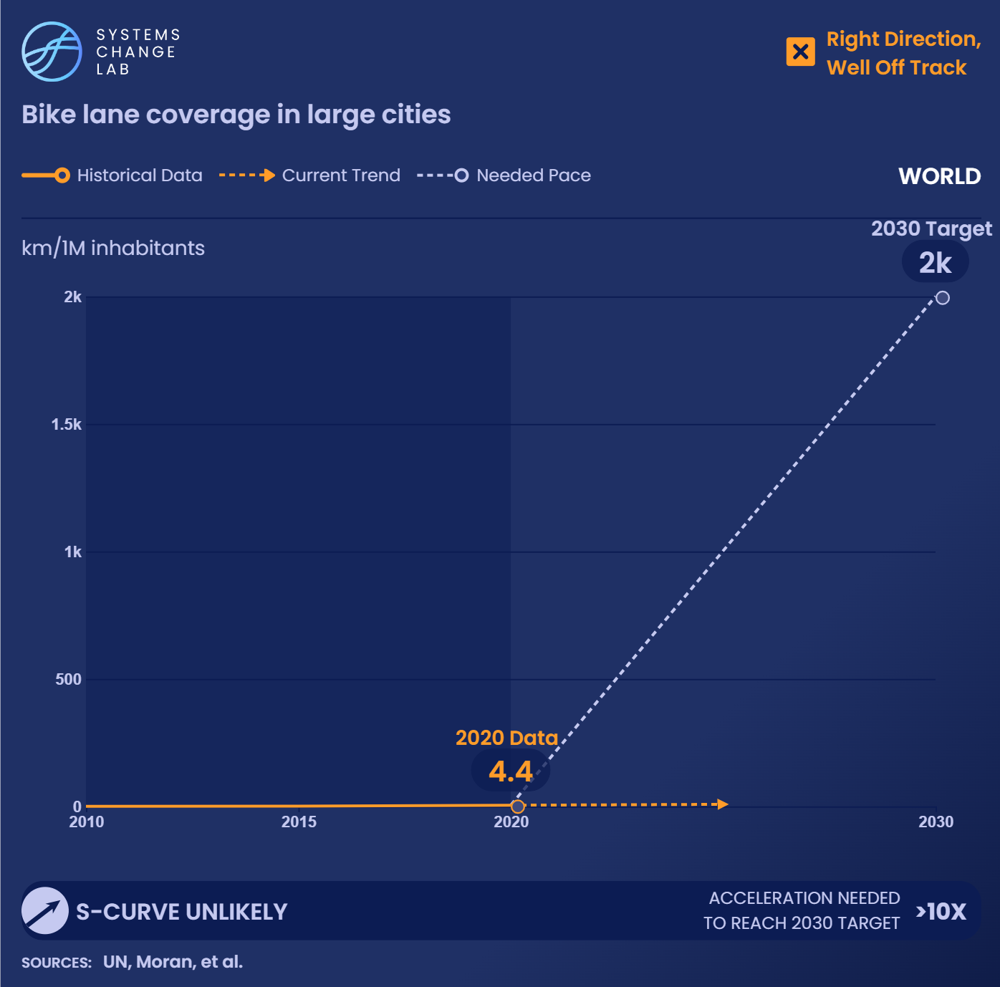 SYSTEMS
CHANGE
LAB
Right Direction,
Well Off Track
Bike lane coverage in large cities
Historical Data
Current Trend
Needed Pace
WORLD
2030 Target
2k
km/1M inhabitants
2k
1.5k
1k
500
0
2020 Data
4.4
2010
2015
2020
2030
S-CURVE UNLIKELY
ACCELERATION NEEDED
TO REACH 2030 TARGET
>10X
SOURCES: UN, Moran, et al.